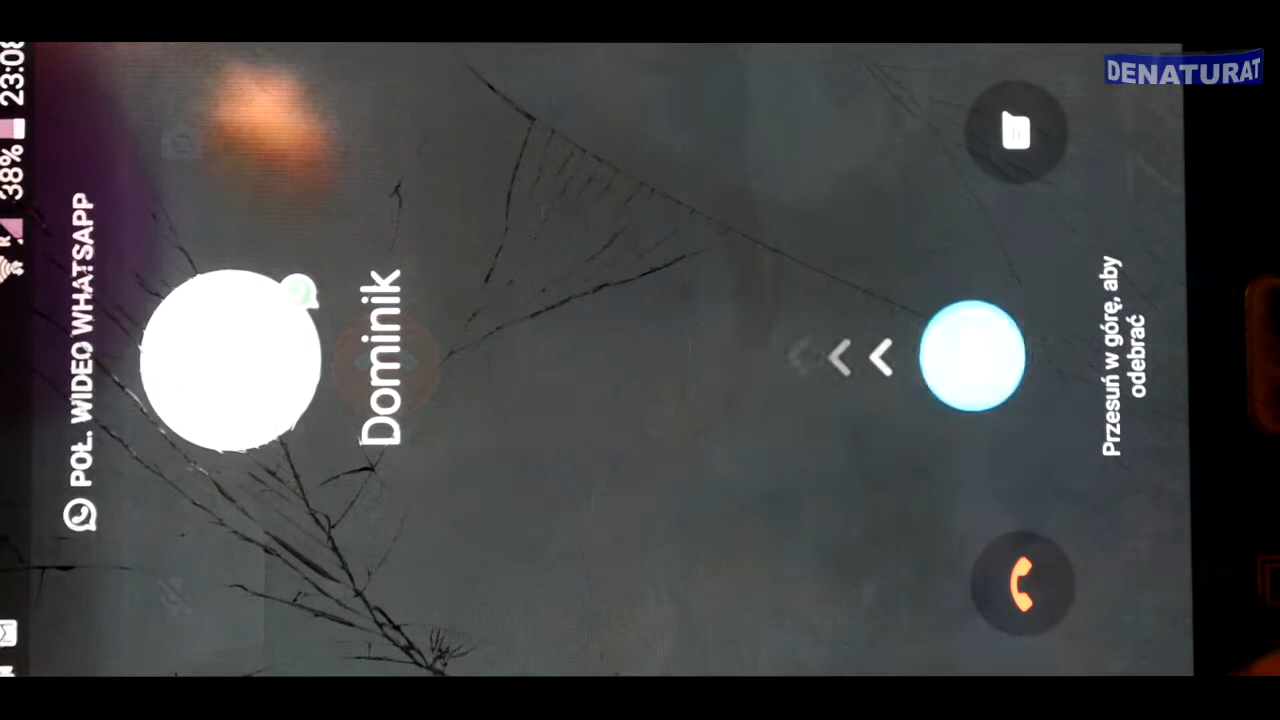 38% 23:08
POŁ. WIDEO WHATSAPP
Dominik
Przesuń w górę, aby
odebrać
DENATURAT